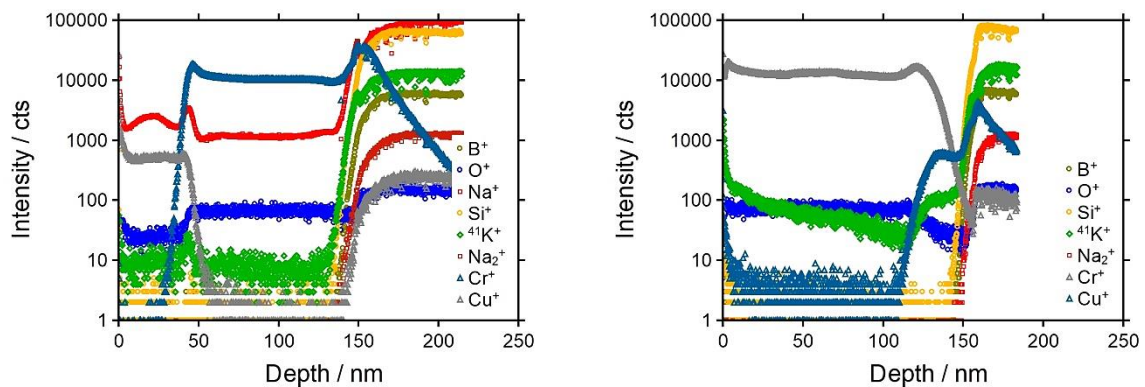 100000
10000
1000
100
10
1
Intensity / cts
0 50 100 150 200 250
Depth / nm
B⁺
O⁺
Na⁺
Si⁺
⁴¹K⁺
Na₂⁺
Cr⁺
Cu⁺
100000
10000
1000
100
10
1
Intensity / cts
0 50 100 150 200 250
Depth / nm
B⁺
O⁺
Si⁺
⁴¹K⁺
Na₂⁺
Cr⁺
Cu⁺